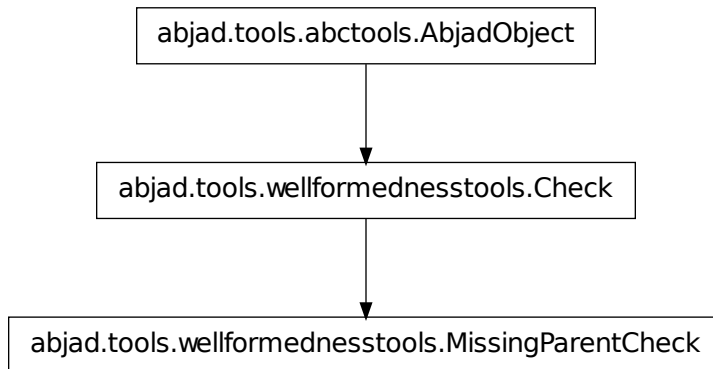 abjad.tools.abctools.AbjadObject
abjad.tools.wellformednesstools.Check
abjad.tools.wellformednesstools.MissingParentCheck